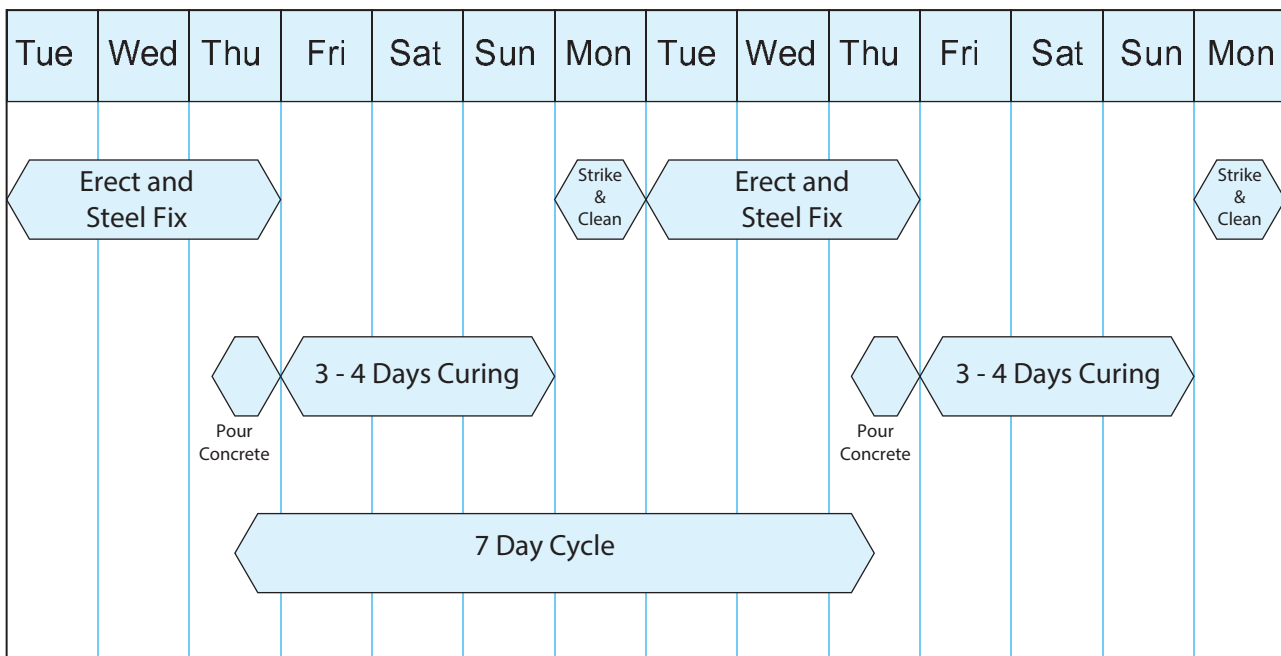 Tue Wed Thu Fri Sat Sun Mon Tue Wed Thu Fri Sat Sun Mon
Erect and
Steel Fix
Strike
&
Clean
Erect and
Steel Fix
Strike
&
Clean
3 - 4 Days Curing
Pour
Concrete
3 - 4 Days Curing
Pour
Concrete
7 Day Cycle